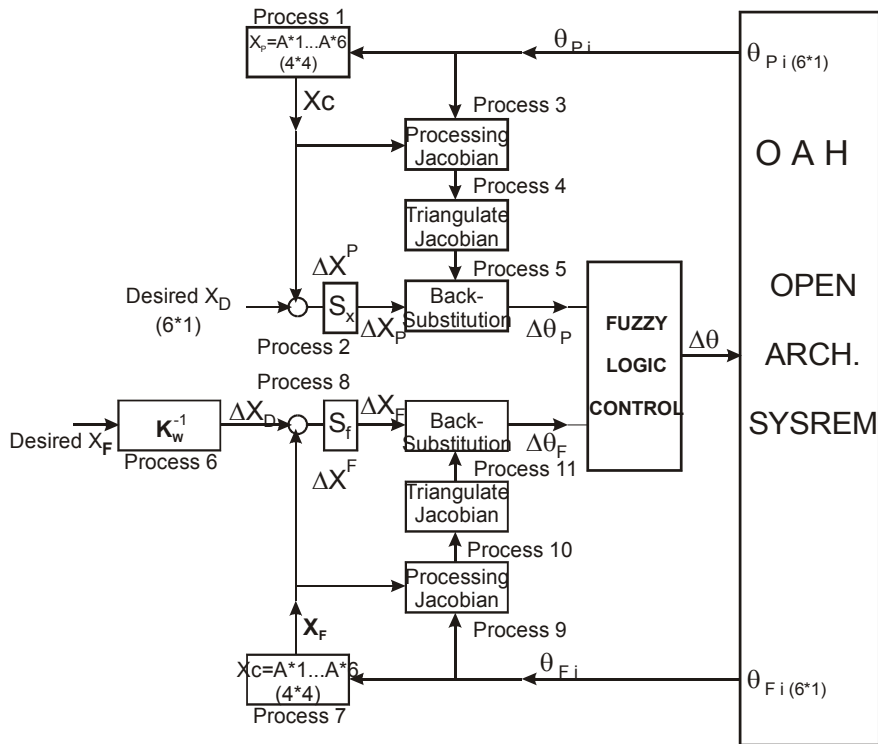 Process 1
X_P=A*1...A*6
(4*4)
θ_P i
θ_P i (6*1)
Xc
Process 3
Processing
Jacobian
O A H
Process 4
Triangulate
Jacobian
ΔX^P
Process 5
Desired X_D
(6*1)
S_x
ΔX_P
Back-
Substitution
Δθ_P
Process 2
FUZZY
LOGIC
CONTROL
Δθ
OPEN
ARCH.
SYSREM
Process 8
Desired X_F
K_w^-1
ΔX_D
S_f
ΔX_F
Back-
Substitution
Δθ_F
Process 6
ΔX^F
Process 11
Triangulate
Jacobian
Process 10
Processing
Jacobian
X_F
Process 9
Xc=A*1...A*6
(4*4)
θ_F i
θ_F i (6*1)
Process 7